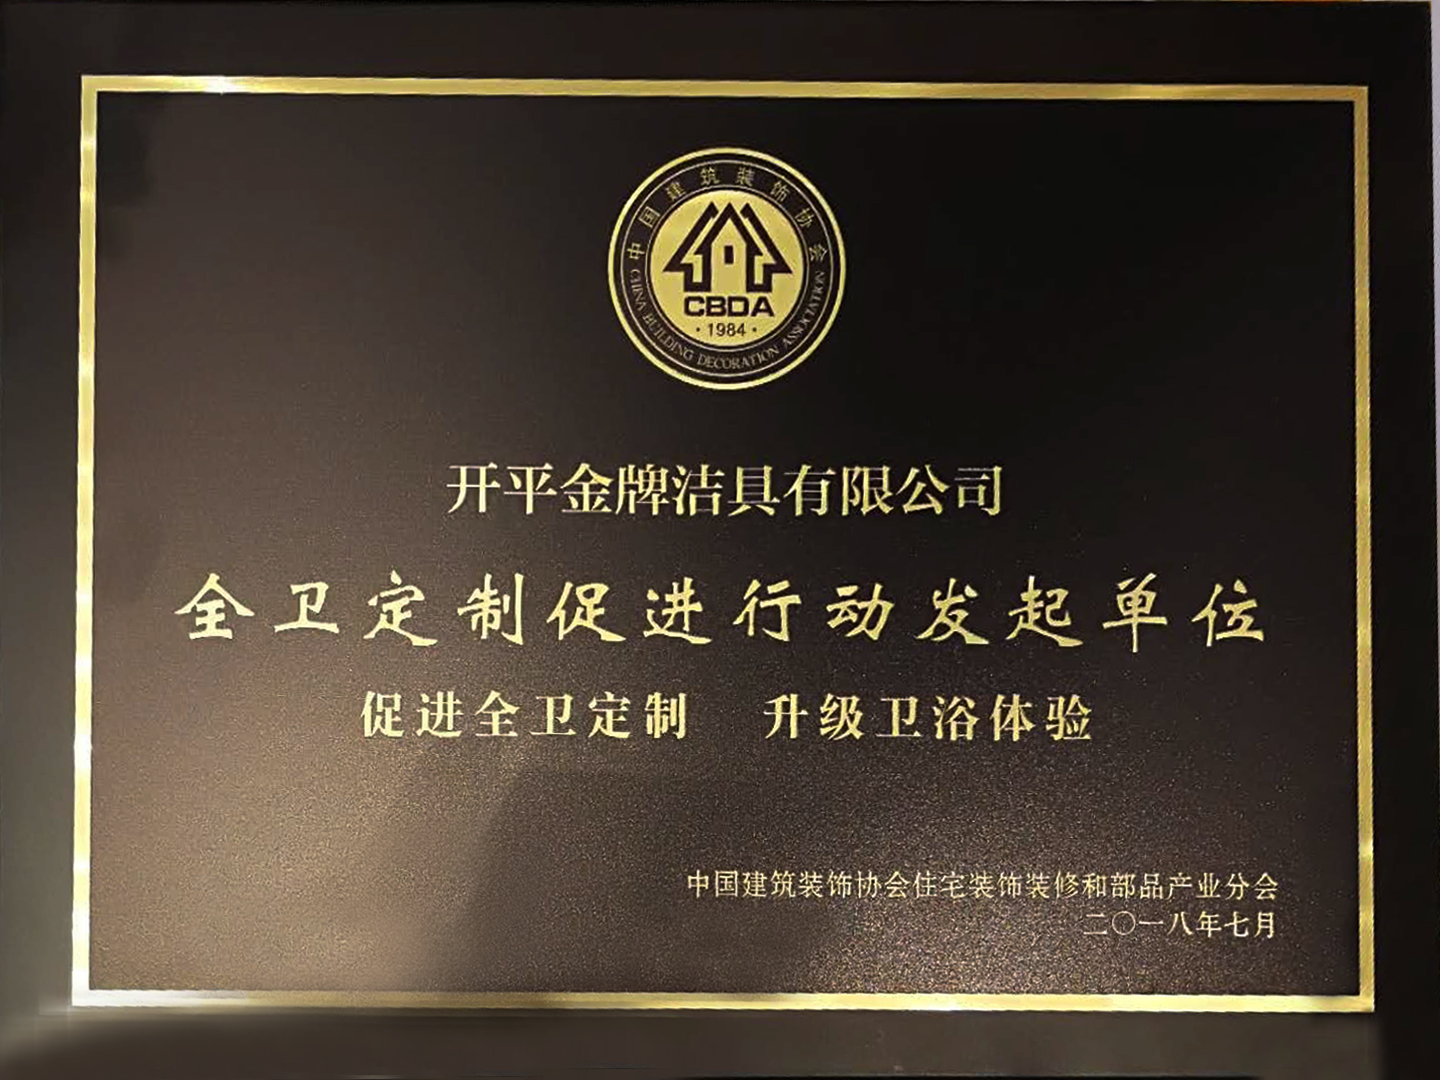 中国建筑装饰协会
CBDA
·1984·
CHINA BUILDING DECORATION ASSOCIATION
开平金牌洁具有限公司
全卫定制促进行动发起单位
促进全卫定制 升级卫浴体验
中国建筑装饰协会住宅装饰装修和部品产业分会
二〇一八年七月